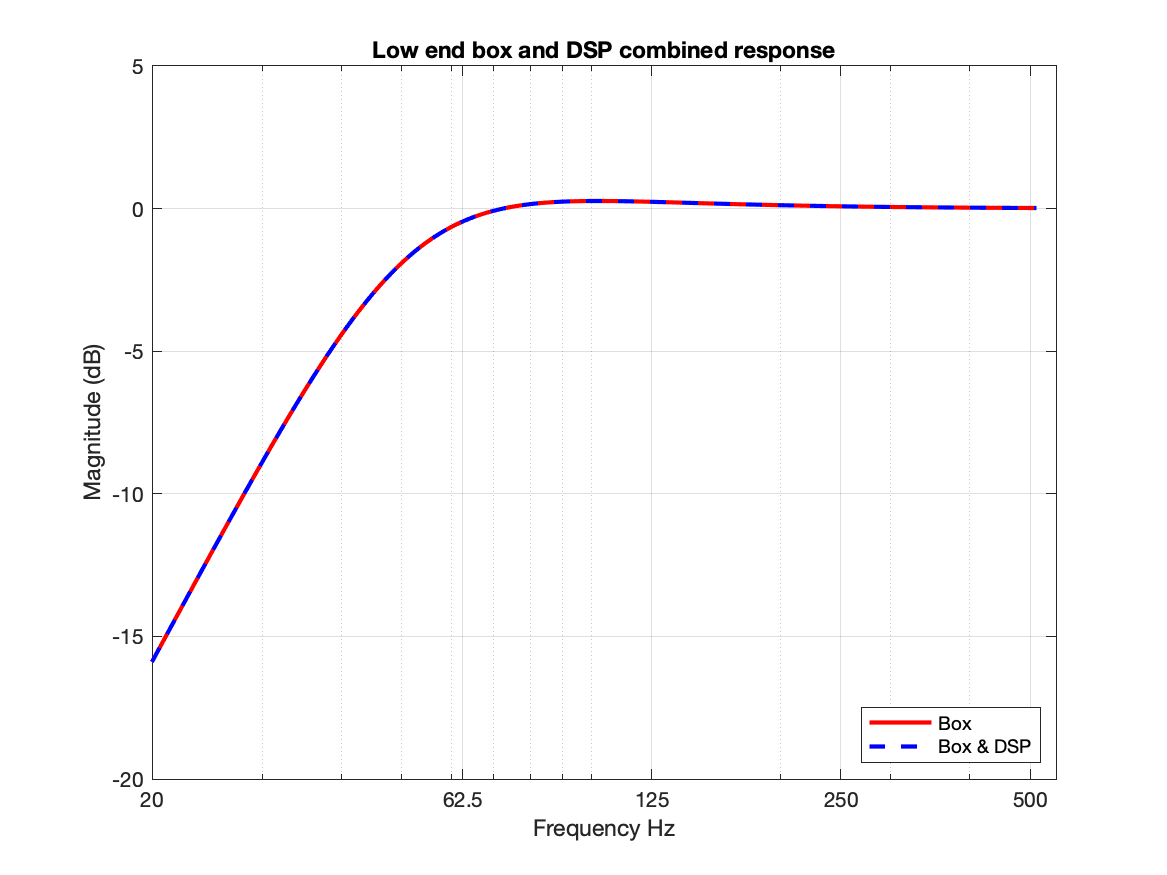 Low end box and DSP combined response
5
0
-5
-10
-15
-20
Magnitude (dB)
20 62.5 125 250 500
Frequency Hz
Box
Box & DSP